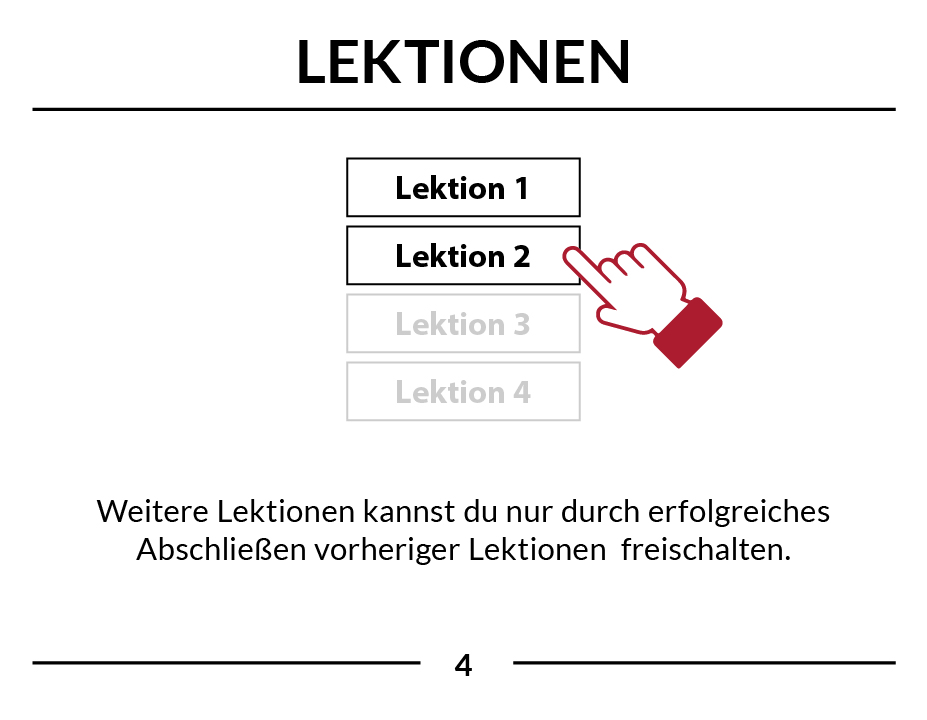 LEKTIONEN
Lektion 1
Lektion 2
Lektion 3
Lektion 4
Weitere Lektionen kannst du nur durch erfolgreiches
Abschließen vorheriger Lektionen  freischalten.
4